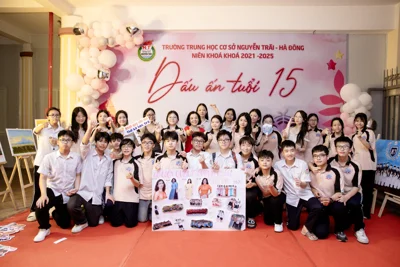 TRƯỜNG TRUNG HỌC CƠ SỞ NGUYỄN TRÃI - HÀ ĐÔNG
NIÊN KHOÁ KHOÁ 2021 -2025
Dấu ấn tuổi 15